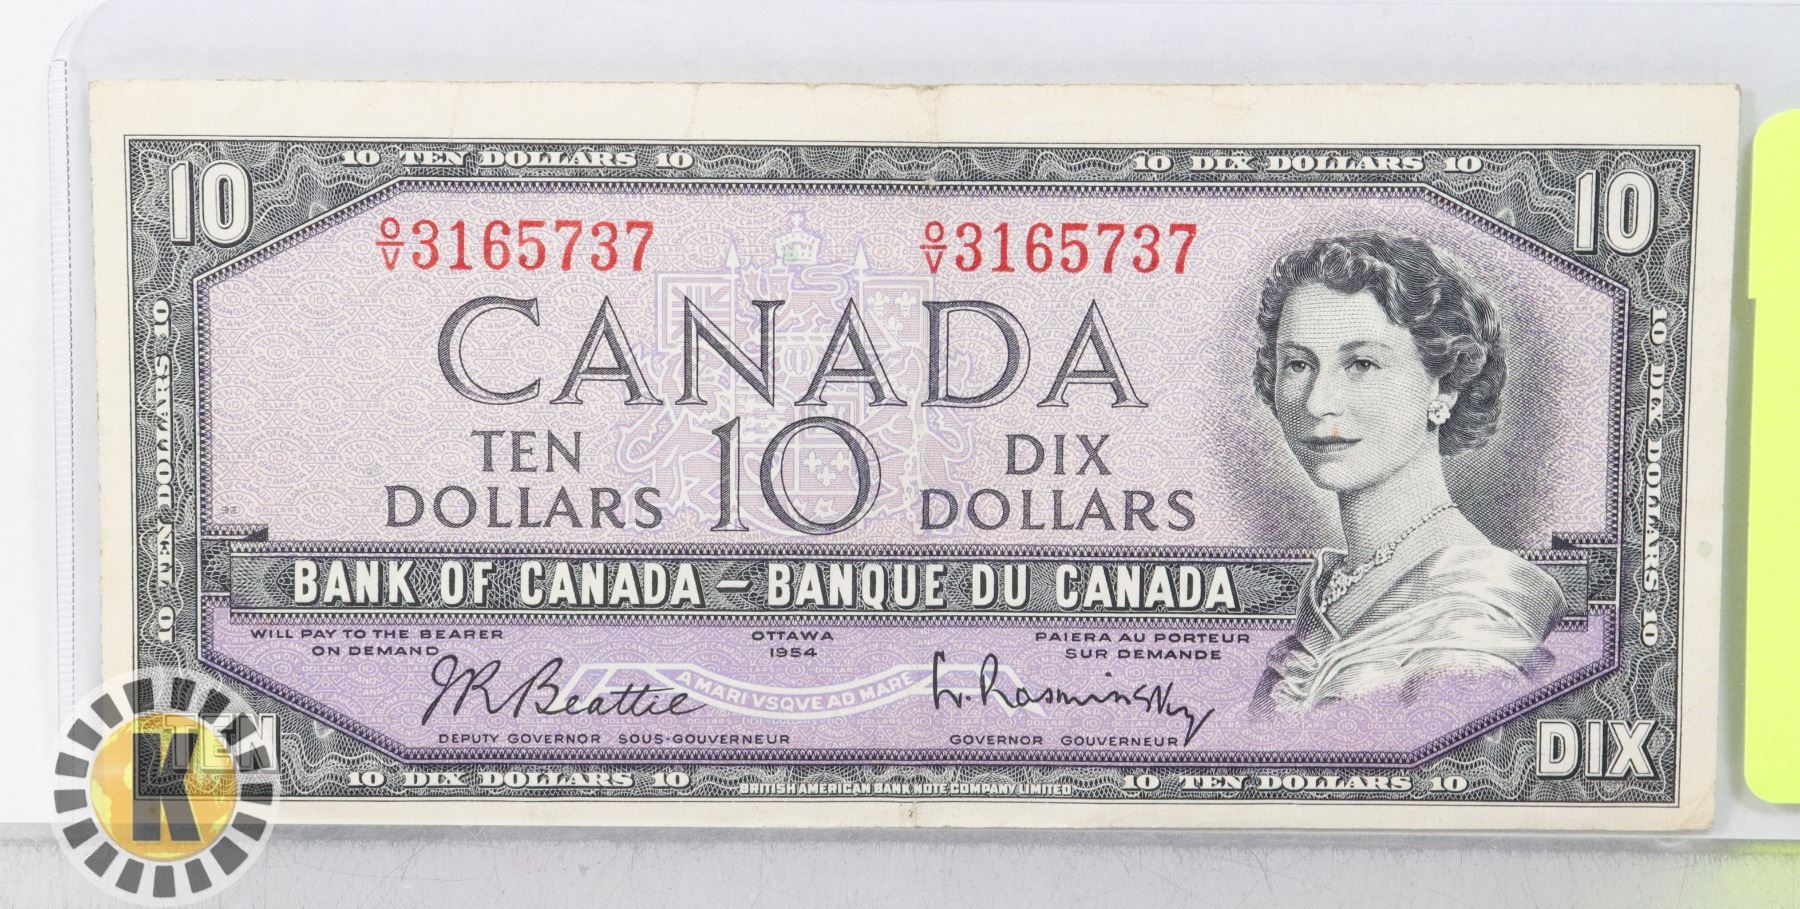 10 TEN DOLLARS 10 10 DIX DOLLARS 10
10 10
O/V 3165737 O/V 3165737
CANADA
TEN 10 DIX
DOLLARS DOLLARS
10 TEN DOLLARS 10
10 DIX DOLLARS 10
BANK OF CANADA – BANQUE DU CANADA
WILL PAY TO THE BEARER OTTAWA PAIERA AU PORTEUR
ON DEMAND 1954 SUR DEMANDE
J.R. Beattie A MARI VSQVE AD MARE L. Rasminsky
DEPUTY GOVERNOR SOUS-GOUVERNEUR GOVERNOR GOUVERNEUR
TEN DIX
10 DIX DOLLARS 10 BRITISH AMERICAN BANK NOTE COMPANY LIMITED 10 TEN DOLLARS 10
K